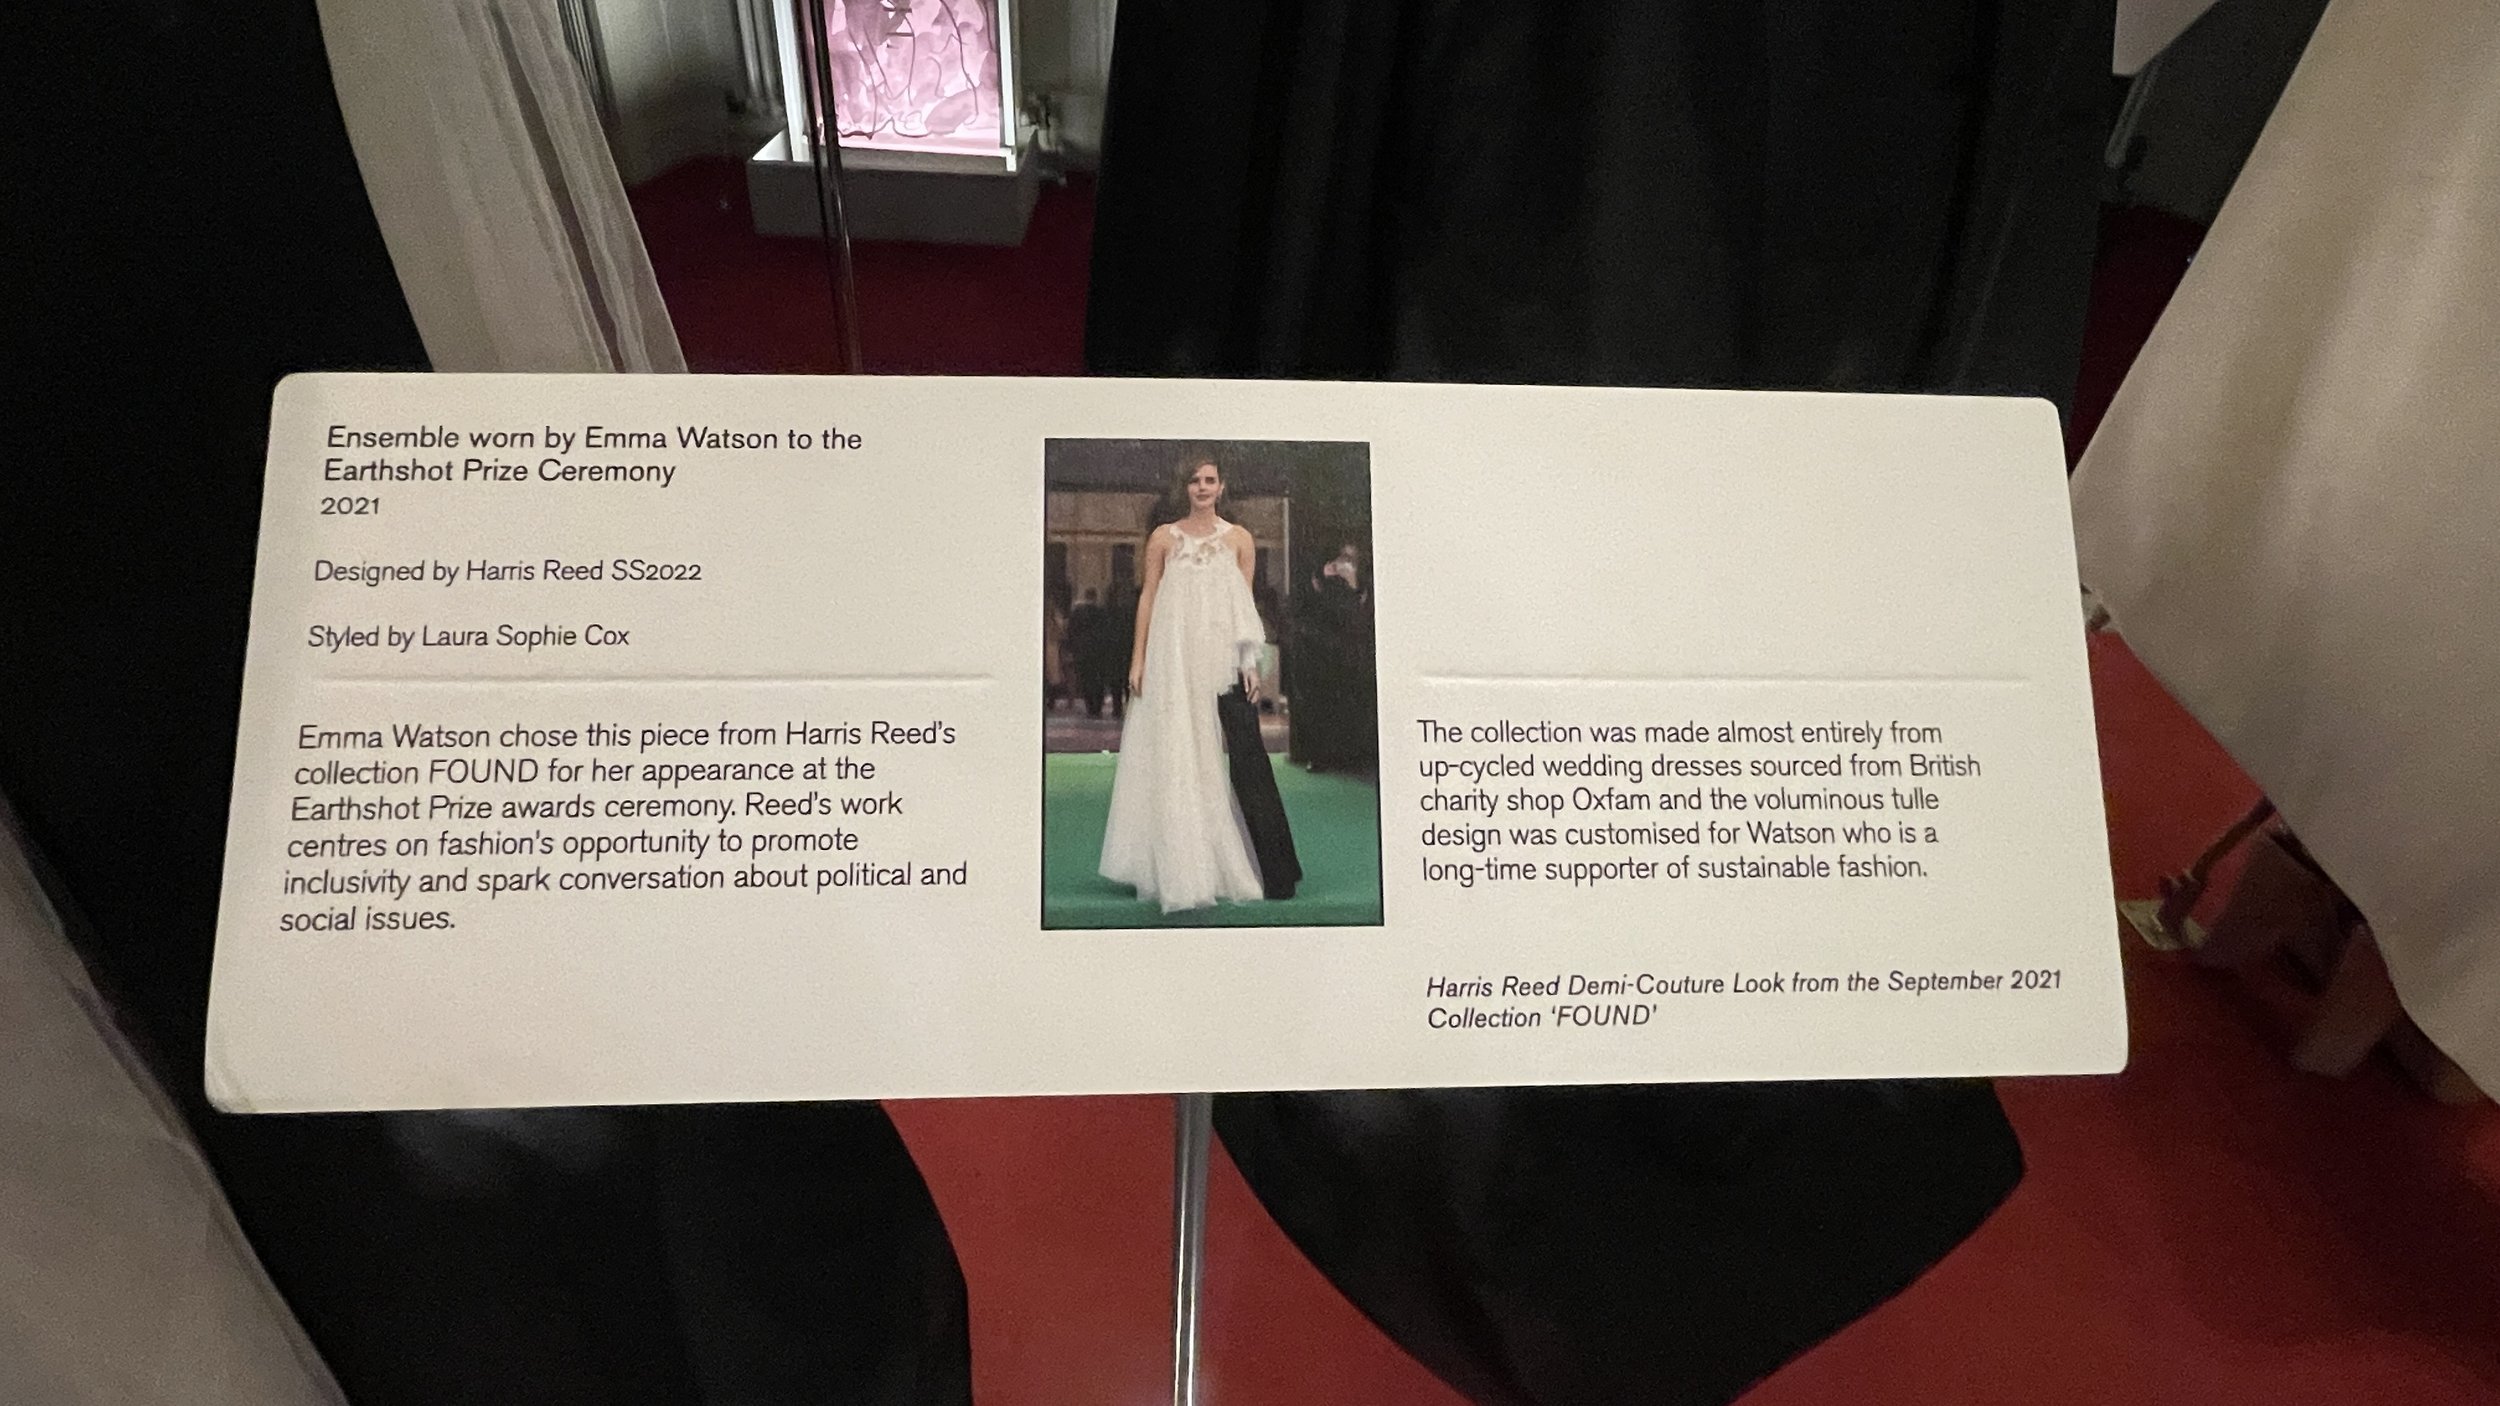 Ensemble worn by Emma Watson to the
Earthshot Prize Ceremony
2021
Designed by Harris Reed SS2022
Styled by Laura Sophie Cox
Emma Watson chose this piece from Harris Reed's
collection FOUND for her appearance at the
Earthshot Prize awards ceremony. Reed's work
centres on fashion's opportunity to promote
inclusivity and spark conversation about political and
social issues.
The collection was made almost entirely from
up-cycled wedding dresses sourced from British
charity shop Oxfam and the voluminous tulle
design was customised for Watson who is a
long-time supporter of sustainable fashion.
Harris Reed Demi-Couture Look from the September 2021
Collection 'FOUND'